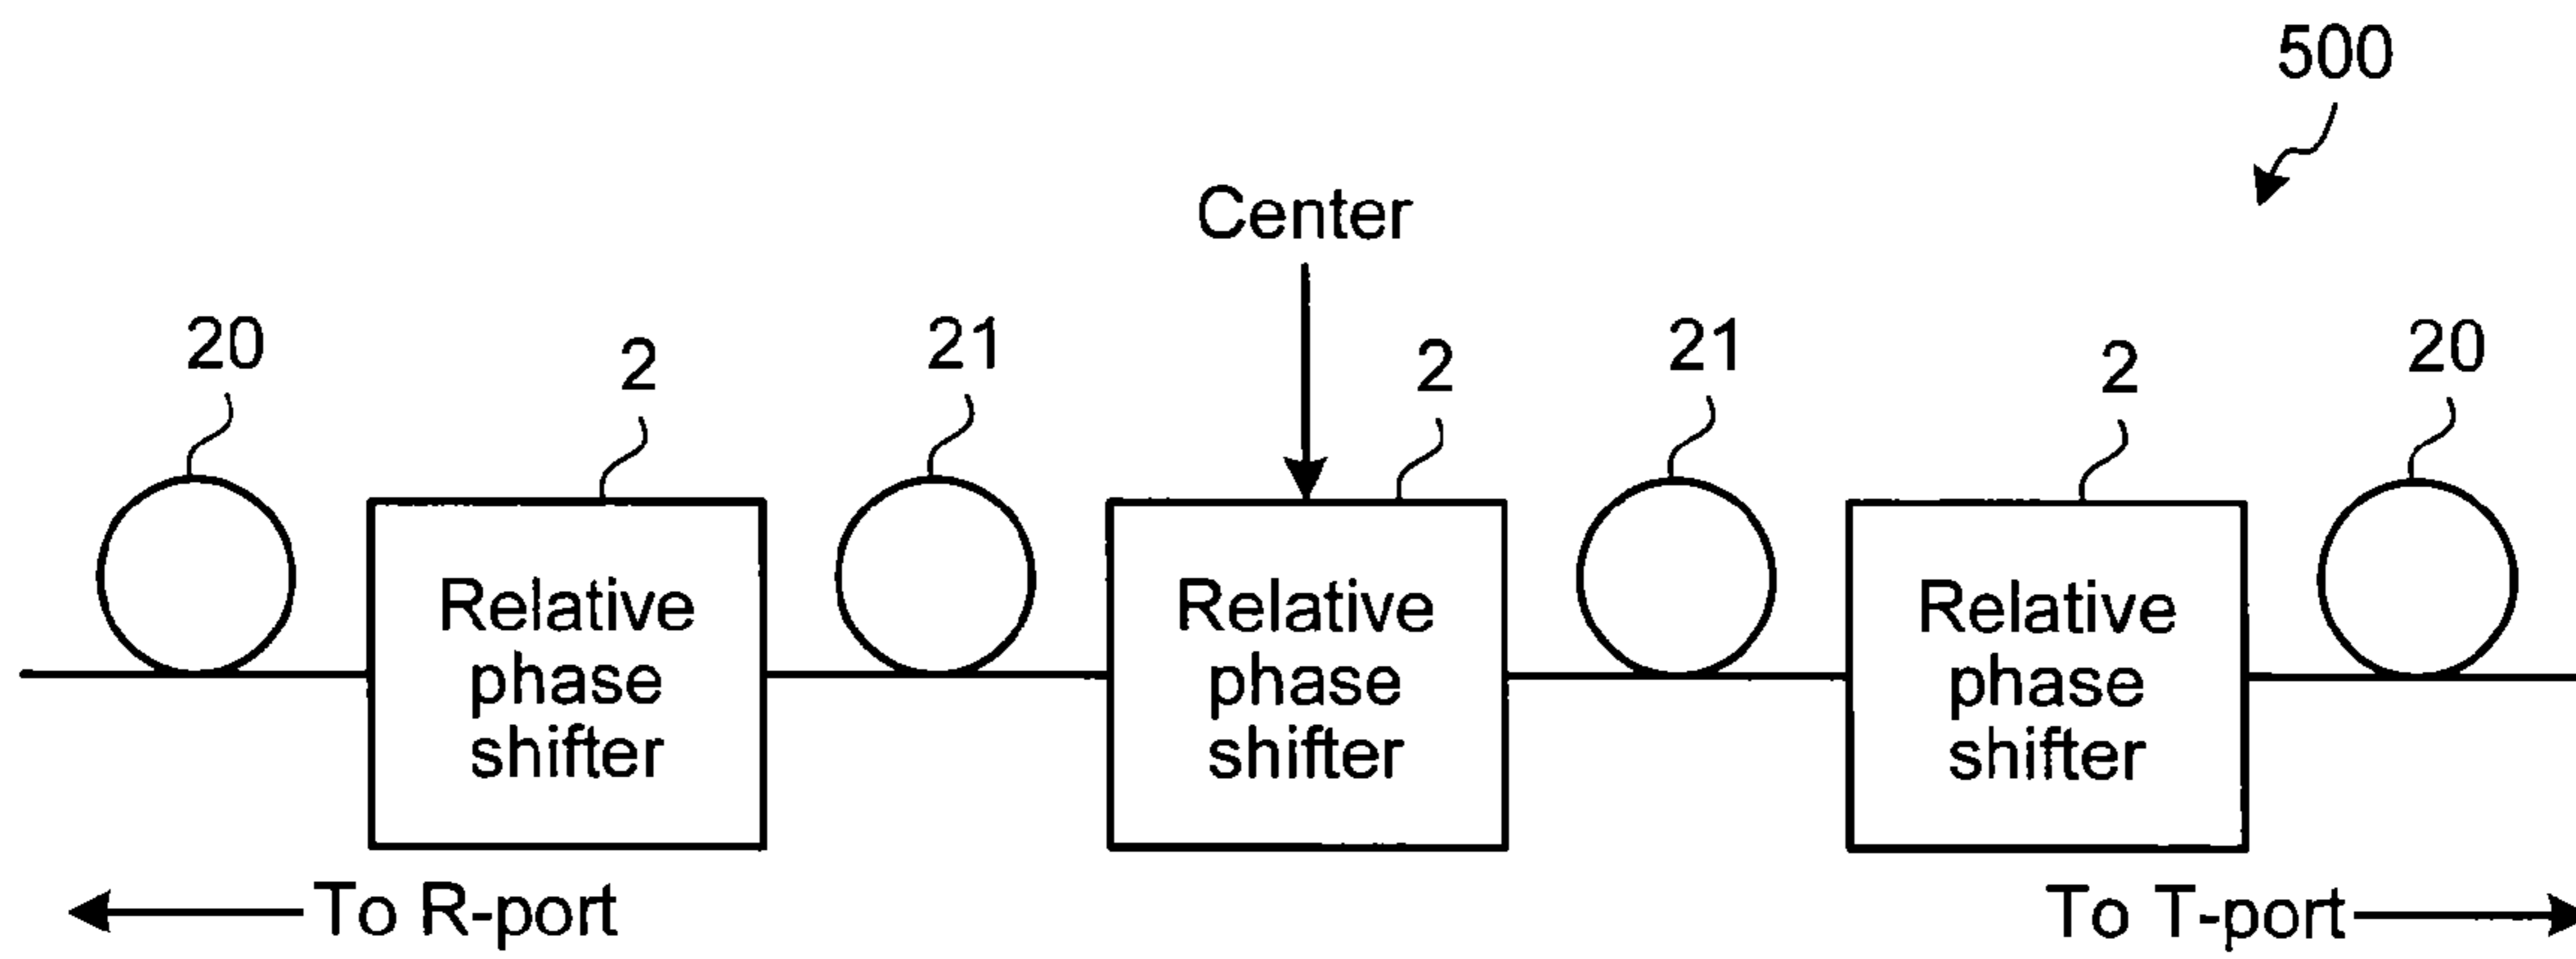 500
Center
20
2
21
2
21
2
20
Relative
phase
shifter
Relative
phase
shifter
Relative
phase
shifter
To R-port
To T-port